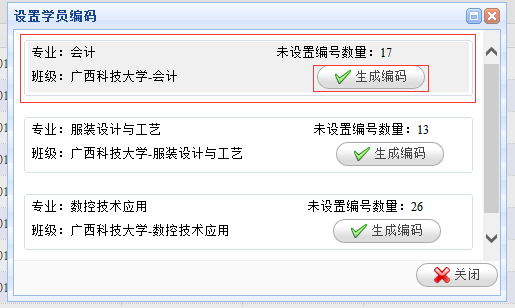 设置学员编码
专业：会计 未设置编号数量：17
班级：广西科技大学-会计 生成编码
专业：服装设计与工艺 未设置编号数量：13
班级：广西科技大学-服装设计与工艺 生成编码
专业：数控技术应用 未设置编号数量：26
班级：广西科技大学-数控技术应用 生成编码
关闭